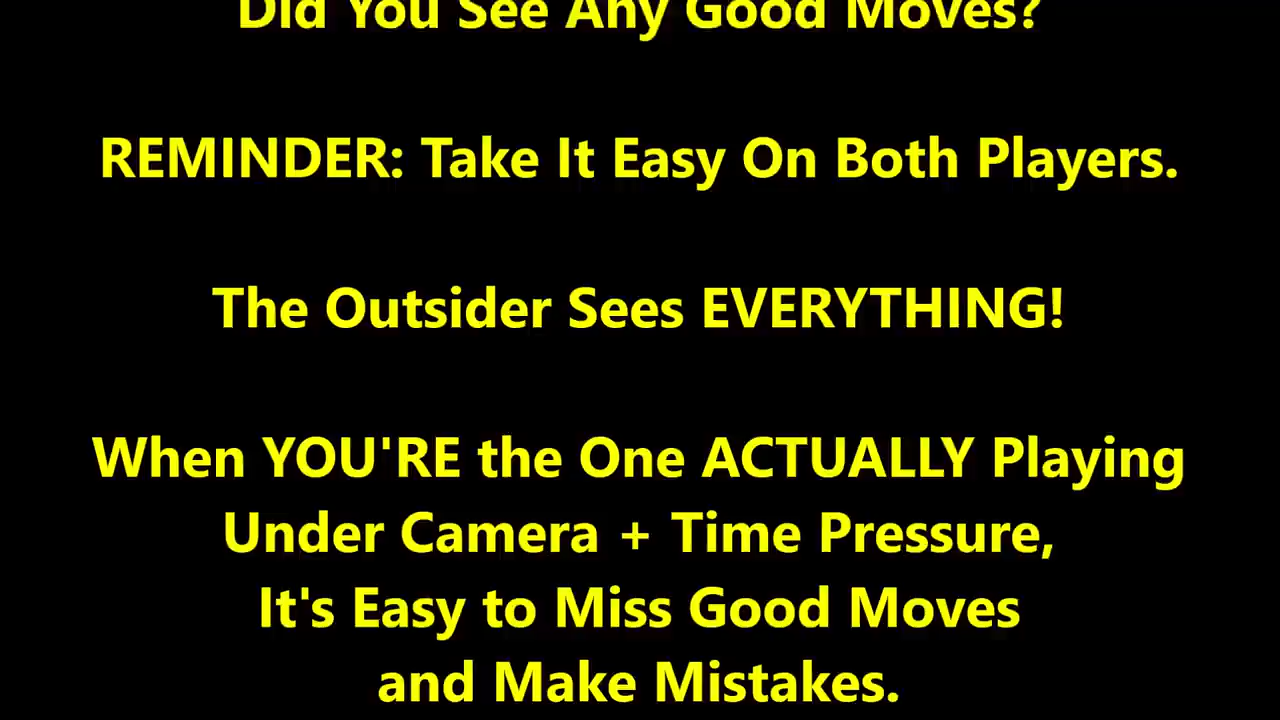 Did You See Any Good Moves?
REMINDER: Take It Easy On Both Players.
The Outsider Sees EVERYTHING!
When YOU'RE the One ACTUALLY Playing
Under Camera + Time Pressure,
It's Easy to Miss Good Moves
and Make Mistakes.